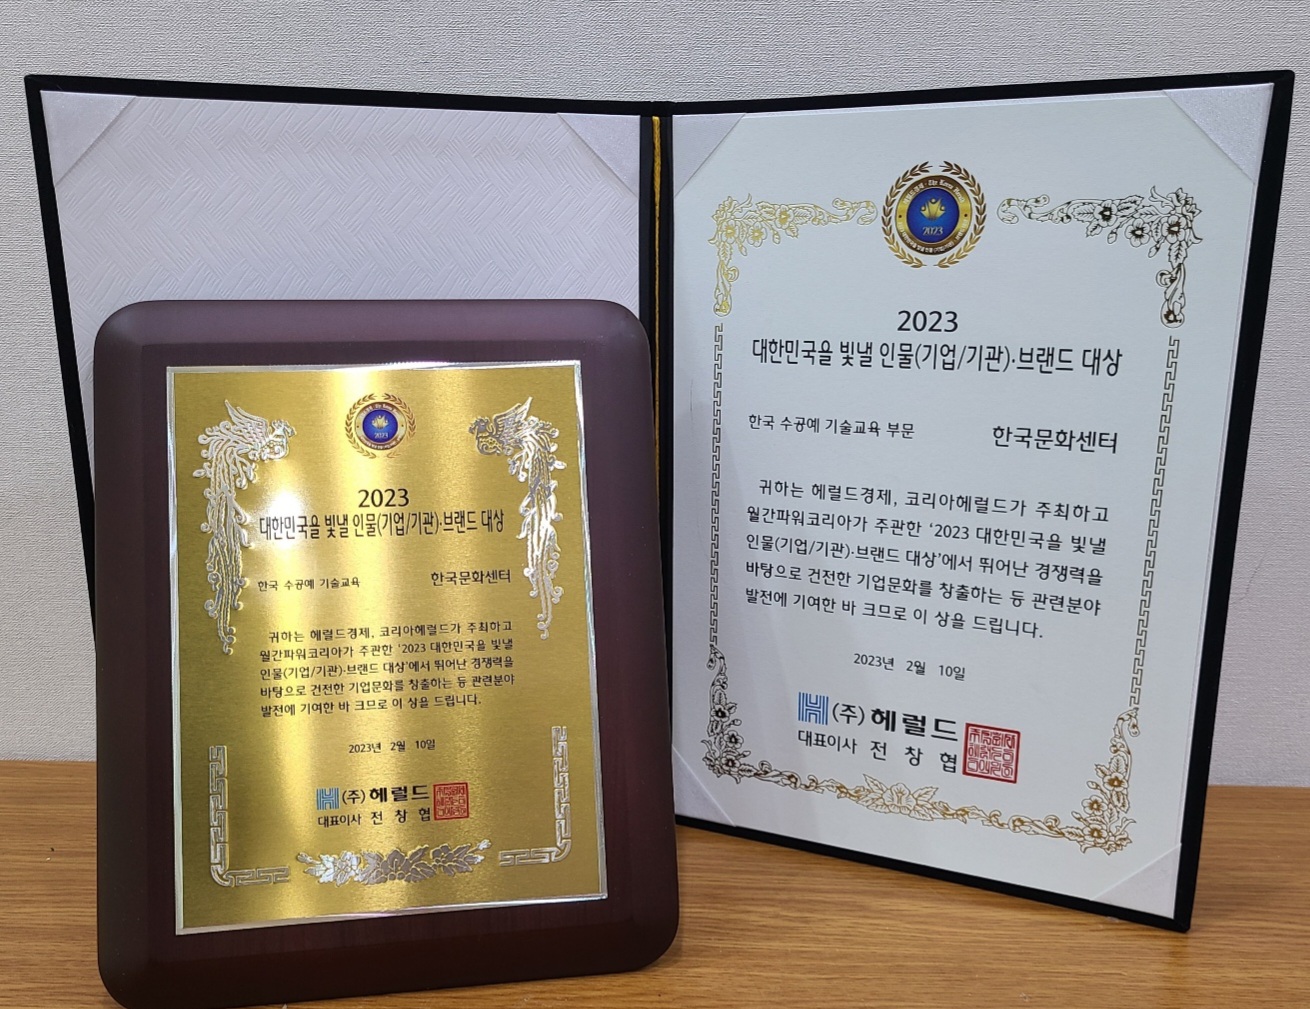 2023
대한민국을 빛낼 인물(기업/기관)·브랜드 대상
한국 수공예 기술교육
한국문화센터
귀하는 헤럴드경제, 코리아헤럴드가 주최하고
월간파워코리아가 주관한 ‘2023 대한민국을 빛낼
인물(기업/기관)·브랜드 대상’에서 뛰어난 경쟁력을
바탕으로 건전한 기업문화를 창출하는 등 관련분야
발전에 기여한 바 크므로 이 상을 드립니다.
2023년 2월 10일
(주)헤럴드
대표이사 전 창 협
2023
2023
대한민국을 빛낼 인물(기업/기관)·브랜드 대상
한국 수공예 기술교육 부문
한국문화센터
귀하는 헤럴드경제, 코리아헤럴드가 주최하고
월간파워코리아가 주관한 ‘2023 대한민국을 빛낼
인물(기업/기관)·브랜드 대상’에서 뛰어난 경쟁력을
바탕으로 건전한 기업문화를 창출하는 등 관련분야
발전에 기여한 바 크므로 이 상을 드립니다.
2023년 2월 10일
(주)헤럴드
대표이사 전 창 협